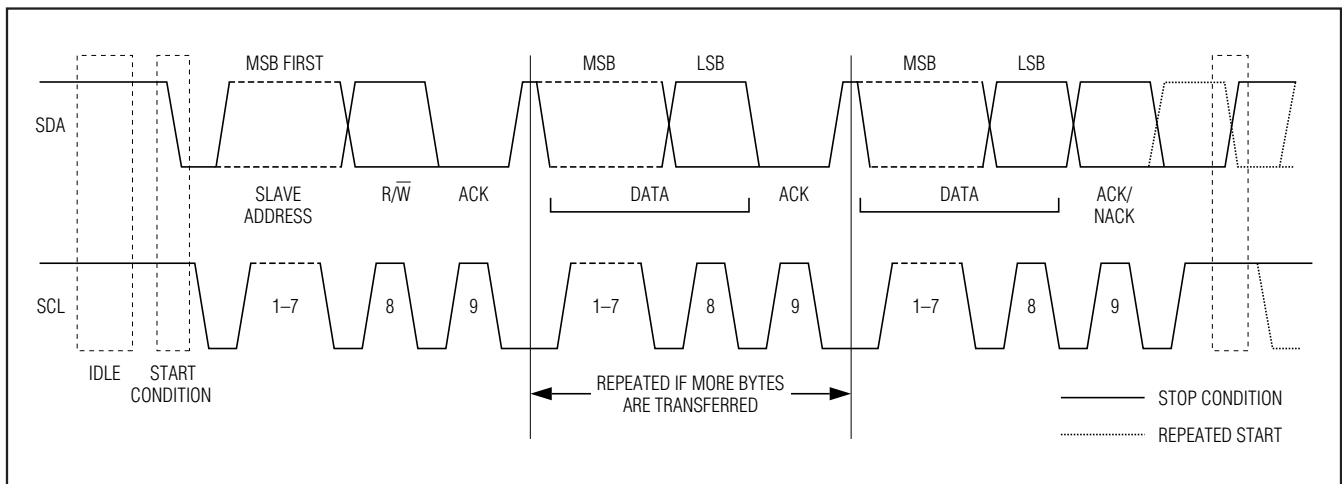 MSB FIRST
MSB
LSB
MSB
LSB
SDA
SLAVE
ADDRESS
R/W̅
ACK
DATA
ACK
DATA
ACK/
NACK
SCL
1–7
8
9
1–7
8
9
1–7
8
9
IDLE
START
CONDITION
REPEATED IF MORE BYTES
ARE TRANSFERRED
STOP CONDITION
REPEATED START